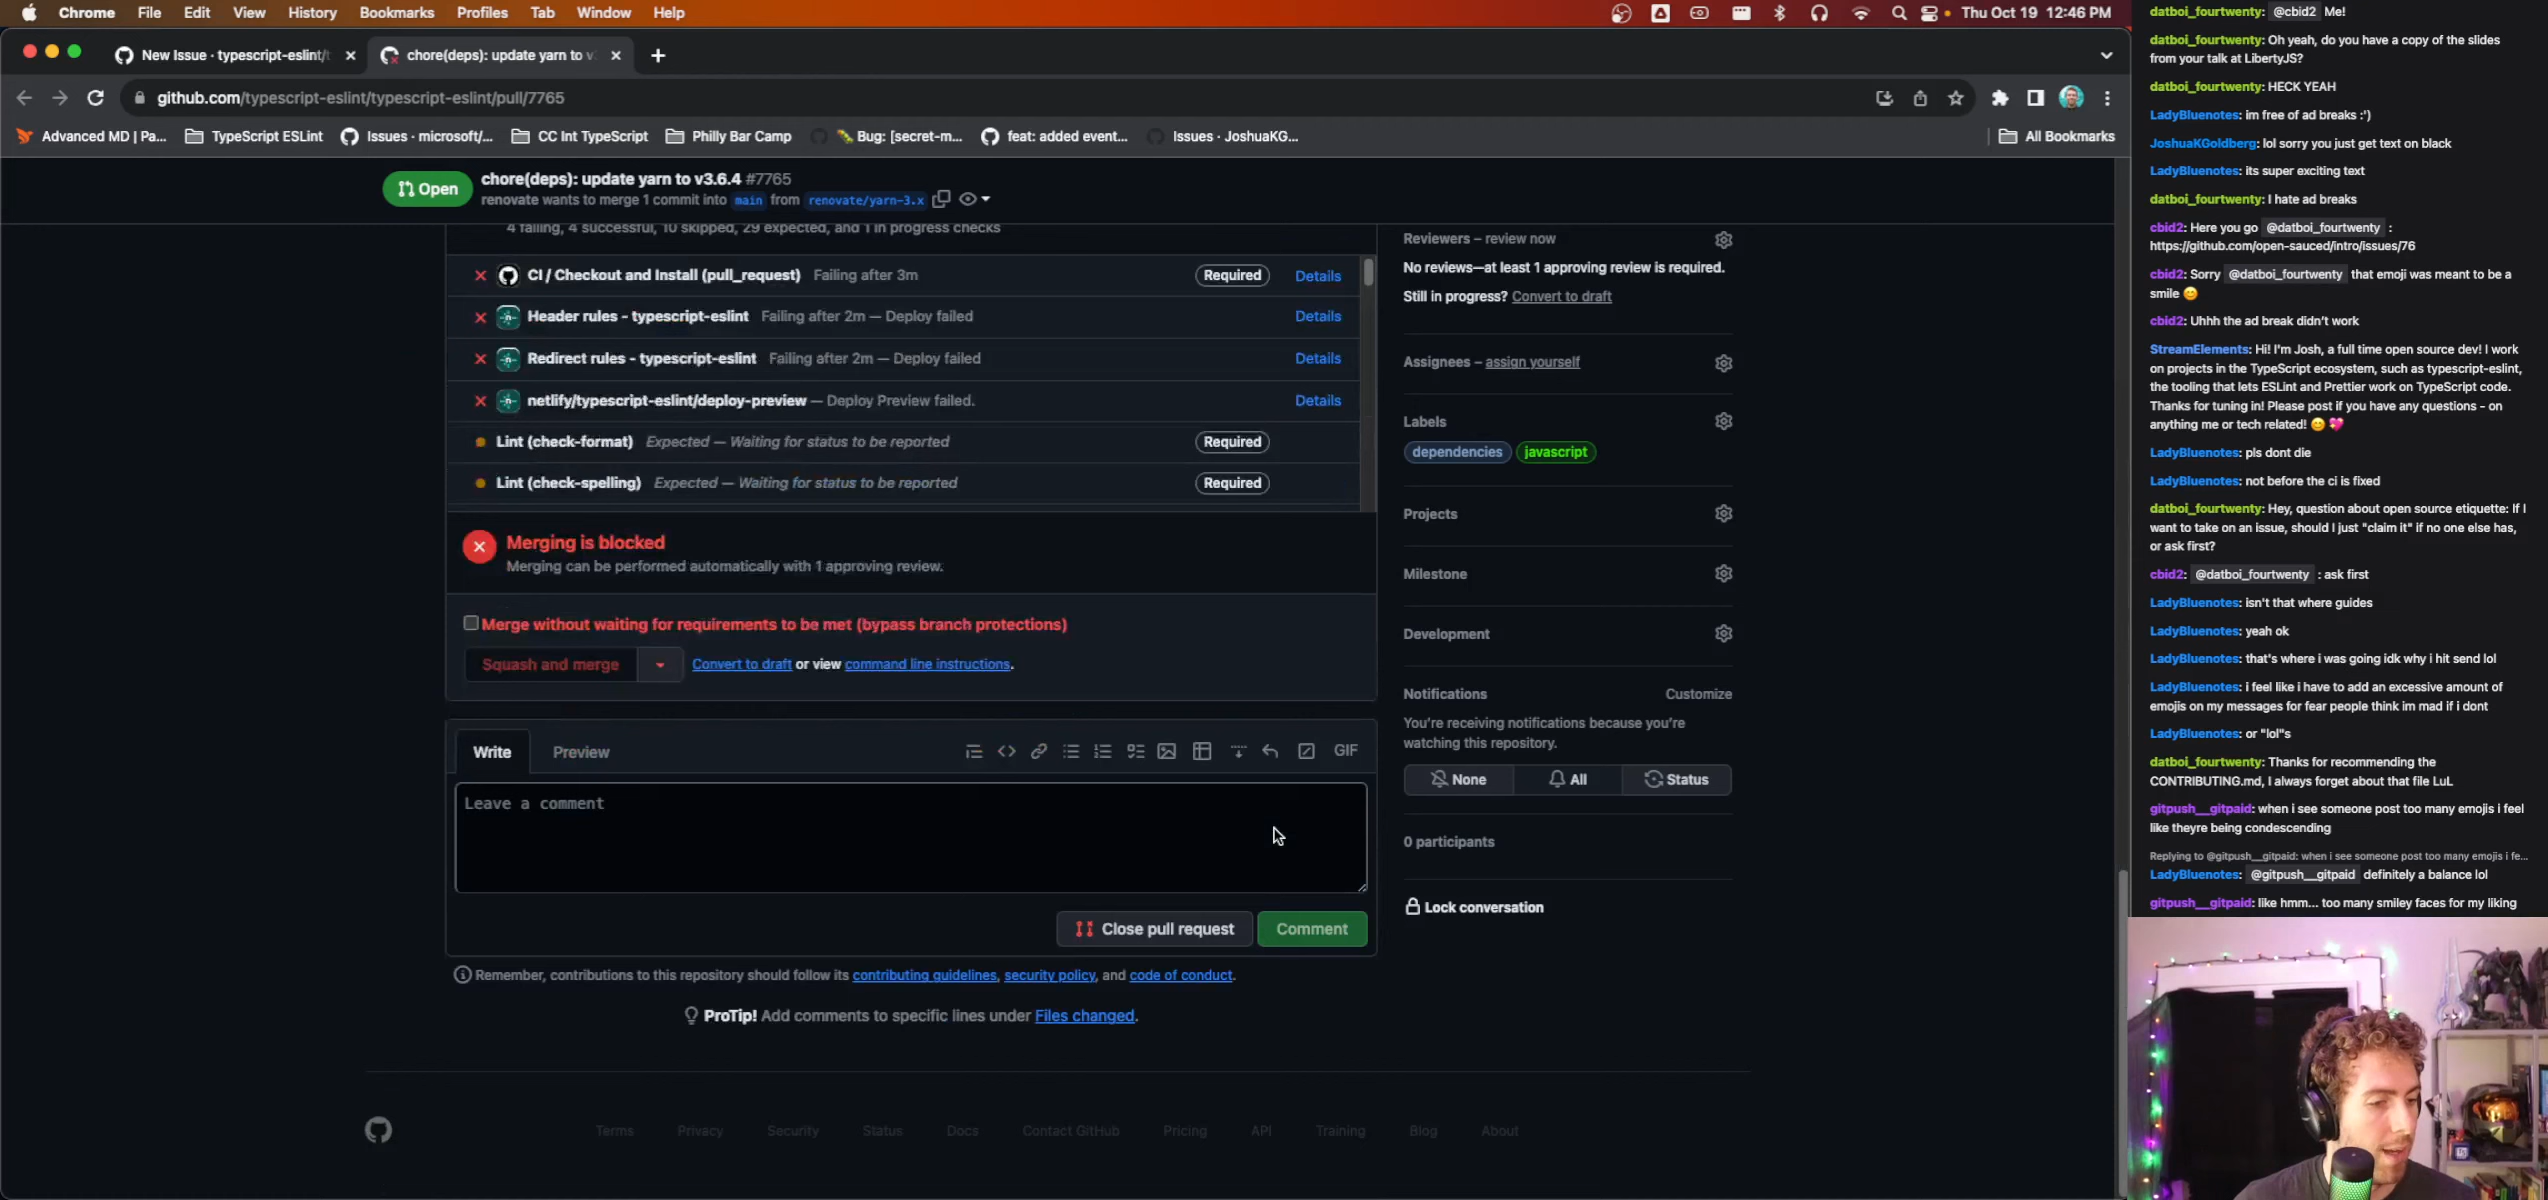 Chrome File Edit View History Bookmarks Profiles Tab Window Help
Thu Oct 19 12:46 PM
New Issue · typescript-eslint/t
chore(deps): update yarn to v
github.com/typescript-eslint/typescript-eslint/pull/7765
Advanced MD | Pa... TypeScript ESLint Issues · microsoft/... CC Int TypeScript Philly Bar Camp Bug: [secret-m... feat: added event... Issues · JoshuaKG... All Bookmarks
Open
chore(deps): update yarn to v3.6.4 #7765
renovate wants to merge 1 commit into main from renovate/yarn-3.x
4 failing, 4 successful, 10 skipped, 29 expected, and 1 in progress checks
CI / Checkout and Install (pull_request) Failing after 3m Required Details
Header rules - typescript-eslint Failing after 2m — Deploy failed Details
Redirect rules - typescript-eslint Failing after 2m — Deploy failed Details
netlify/typescript-eslint/deploy-preview — Deploy Preview failed. Details
Lint (check-format) Expected — Waiting for status to be reported Required
Lint (check-spelling) Expected — Waiting for status to be reported Required
Merging is blocked
Merging can be performed automatically with 1 approving review.
Merge without waiting for requirements to be met (bypass branch protections)
Squash and merge Convert to draft or view command line instructions.
Write Preview GIF
Leave a comment
Close pull request Comment
Remember, contributions to this repository should follow its contributing guidelines, security policy, and code of conduct.
ProTip! Add comments to specific lines under Files changed.
Terms Privacy Security Status Docs Contact GitHub Pricing API Training Blog About
Reviewers – review now
No reviews—at least 1 approving review is required.
Still in progress? Convert to draft
Assignees – assign yourself
Labels
dependencies javascript
Projects
Milestone
Development
Notifications Customize
You're receiving notifications because you're
watching this repository.
None All Status
0 participants
Lock conversation
datboi_fourtwenty: @cbid2 Me!
datboi_fourtwenty: Oh yeah, do you have a copy of the slides
from your talk at LibertyJS?
datboi_fourtwenty: HECK YEAH
LadyBluenotes: im free of ad breaks :')
JoshuaKGoldberg: lol sorry you just get text on black
LadyBluenotes: its super exciting text
datboi_fourtwenty: I hate ad breaks
cbid2: Here you go @datboi_fourtwenty :
https://github.com/open-sauced/intro/issues/76
cbid2: Sorry @datboi_fourtwenty that emoji was meant to be a
smile 😊
cbid2: Uhhh the ad break didn't work
StreamElements: Hi! I'm Josh, a full time open source dev! I work
on projects in the TypeScript ecosystem, such as typescript-eslint,
the tooling that lets ESLint and Prettier work on TypeScript code.
Thanks for tuning in! Please post if you have any questions - on
anything me or tech related! 😊 💖
LadyBluenotes: pls dont die
LadyBluenotes: not before the ci is fixed
datboi_fourtwenty: Hey, question about open source etiquette: If I
want to take on an issue, should I just "claim it" if no one else has,
or ask first?
cbid2: @datboi_fourtwenty : ask first
LadyBluenotes: isn't that where guides
LadyBluenotes: yeah ok
LadyBluenotes: that's where i was going idk why i hit send lol
LadyBluenotes: i feel like i have to add an excessive amount of
emojis on my messages for fear people think im mad if i dont
LadyBluenotes: or "lol"s
datboi_fourtwenty: Thanks for recommending the
CONTRIBUTING.md, I always forget about that file LuL
gitpush__gitpaid: when i see someone post too many emojis i feel
like theyre being condescending
Replying to @gitpush__gitpaid: when i see someone post too many emojis i fe...
LadyBluenotes: @gitpush__gitpaid definitely a balance lol
gitpush__gitpaid: like hmm... too many smiley faces for my liking